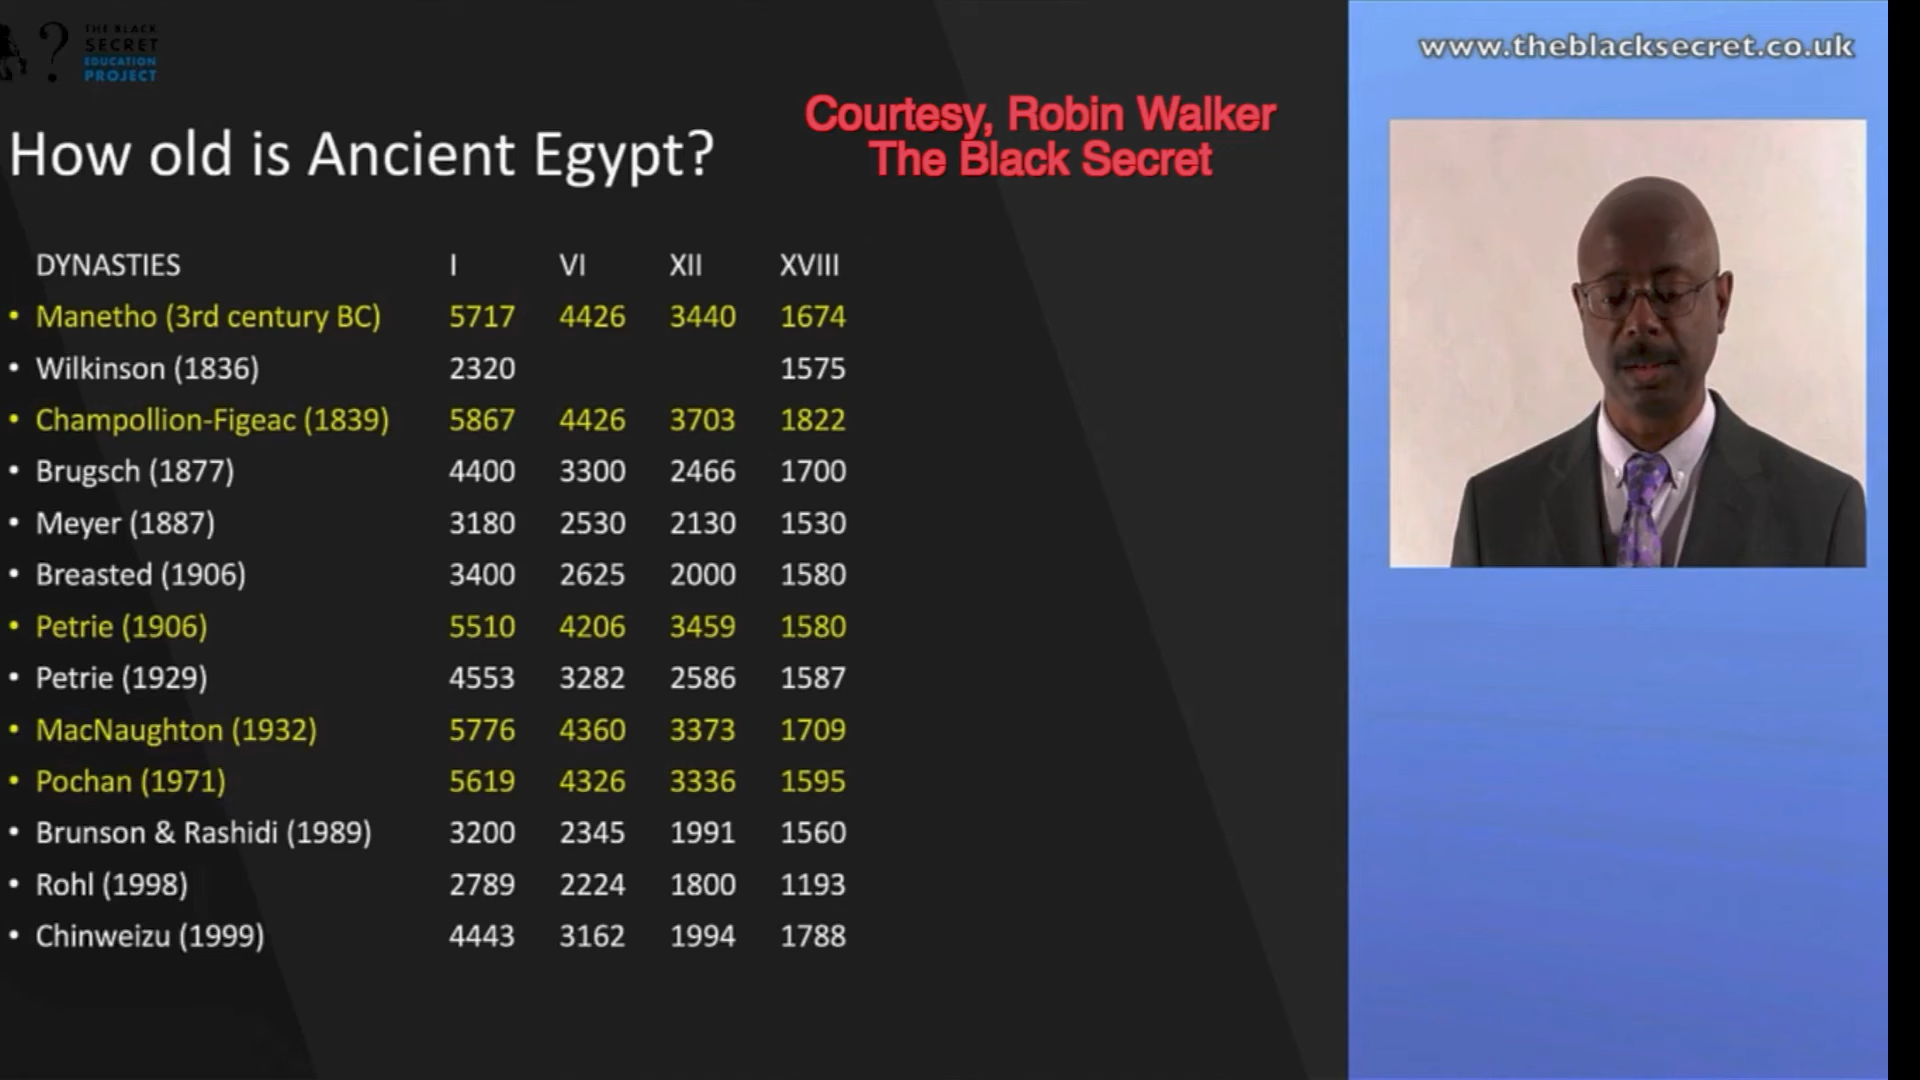 THE BLACK
SECRET
EDUCATION
PROJECT
www.theblacksecret.co.uk
Courtesy, Robin Walker
The Black Secret
How old is Ancient Egypt?
DYNASTIES I VI XII XVIII
• Manetho (3rd century BC) 5717 4426 3440 1674
• Wilkinson (1836) 2320 1575
• Champollion-Figeac (1839) 5867 4426 3703 1822
• Brugsch (1877) 4400 3300 2466 1700
• Meyer (1887) 3180 2530 2130 1530
• Breasted (1906) 3400 2625 2000 1580
• Petrie (1906) 5510 4206 3459 1580
• Petrie (1929) 4553 3282 2586 1587
• MacNaughton (1932) 5776 4360 3373 1709
• Pochan (1971) 5619 4326 3336 1595
• Brunson & Rashidi (1989) 3200 2345 1991 1560
• Rohl (1998) 2789 2224 1800 1193
• Chinweizu (1999) 4443 3162 1994 1788